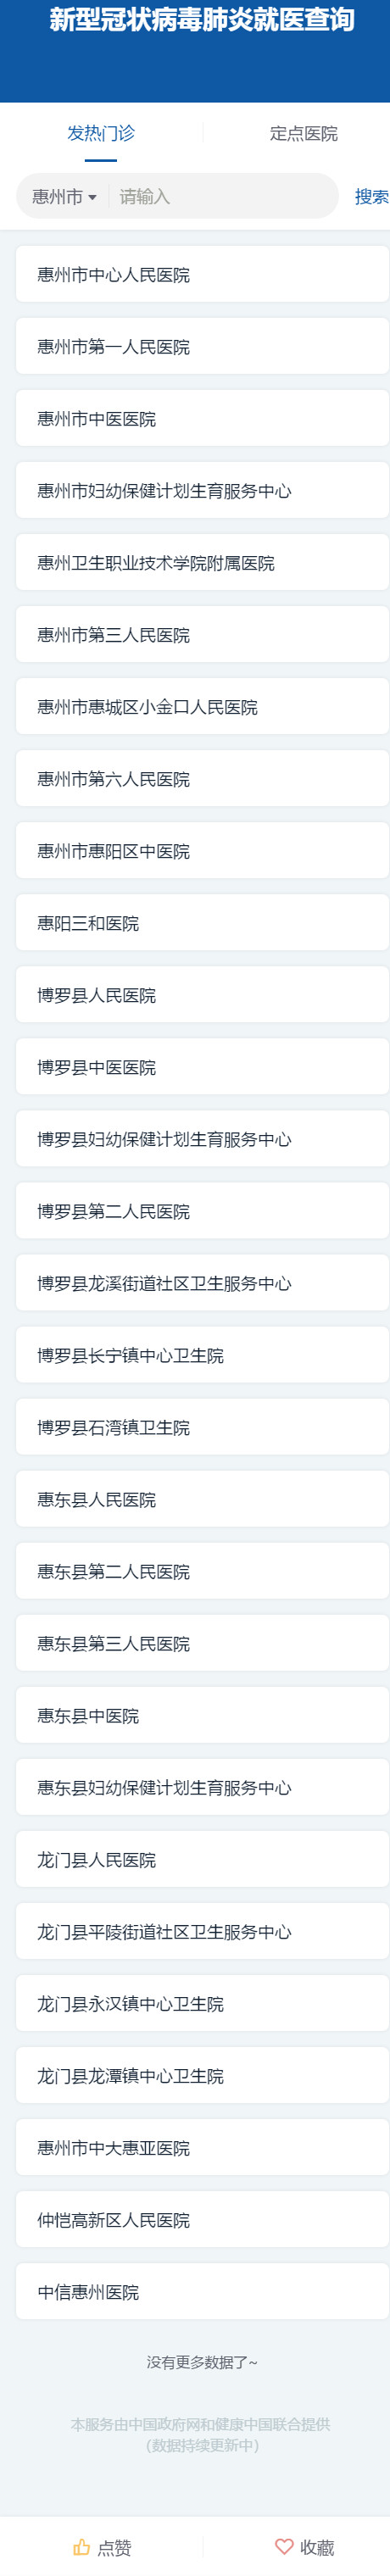 新型冠状病毒肺炎就医查询
发热门诊
定点医院
惠州市
请输入
搜索
惠州市中心人民医院
惠州市第一人民医院
惠州市中医医院
惠州市妇幼保健计划生育服务中心
惠州卫生职业技术学院附属医院
惠州市第三人民医院
惠州市惠城区小金口人民医院
惠州市第六人民医院
惠州市惠阳区中医院
惠阳三和医院
博罗县人民医院
博罗县中医医院
博罗县妇幼保健计划生育服务中心
博罗县第二人民医院
博罗县龙溪街道社区卫生服务中心
博罗县长宁镇中心卫生院
博罗县石湾镇卫生院
惠东县人民医院
惠东县第二人民医院
惠东县第三人民医院
惠东县中医院
惠东县妇幼保健计划生育服务中心
龙门县人民医院
龙门县平陵街道社区卫生服务中心
龙门县永汉镇中心卫生院
龙门县龙潭镇中心卫生院
惠州市中大惠亚医院
仲恺高新区人民医院
中信惠州医院
没有更多数据了~
本服务由中国政府网和健康中国联合提供
（数据持续更新中）
点赞
收藏